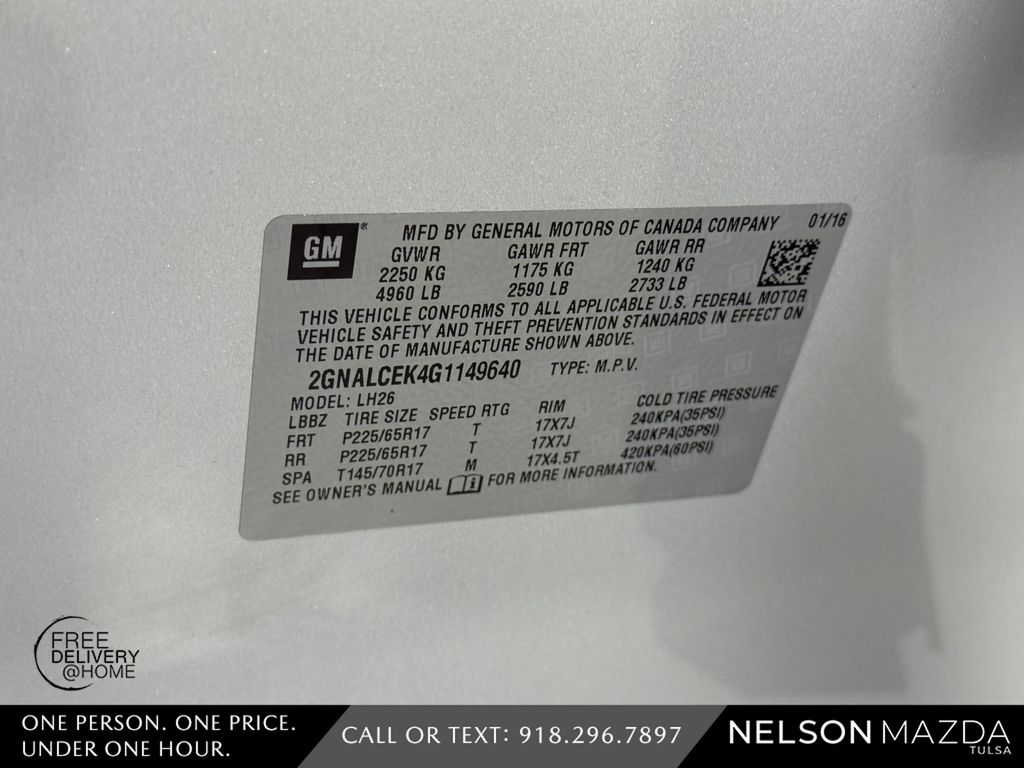 GM®
MFD BY GENERAL MOTORS OF CANADA COMPANY 01/16
GVWR GAWR FRT GAWR RR
2250 KG 1175 KG 1240 KG
4960 LB 2590 LB 2733 LB
THIS VEHICLE CONFORMS TO ALL APPLICABLE U.S. FEDERAL MOTOR
VEHICLE SAFETY AND THEFT PREVENTION STANDARDS IN EFFECT ON
THE DATE OF MANUFACTURE SHOWN ABOVE.
2GNALCEK4G1149640 TYPE: M.P.V.
MODEL: LH26
LBBZ TIRE SIZE SPEED RTG RIM COLD TIRE PRESSURE
FRT P225/65R17 T 17X7J 240KPA(35PSI)
RR P225/65R17 T 17X7J 240KPA(35PSI)
SPA T145/70R17 M 17X4.5T 420KPA(60PSI)
SEE OWNER'S MANUAL i FOR MORE INFORMATION.
FREE
DELIVERY
@HOME
ONE PERSON. ONE PRICE.
UNDER ONE HOUR.
CALL OR TEXT: 918.296.7897
NELSON MAZDA
TULSA